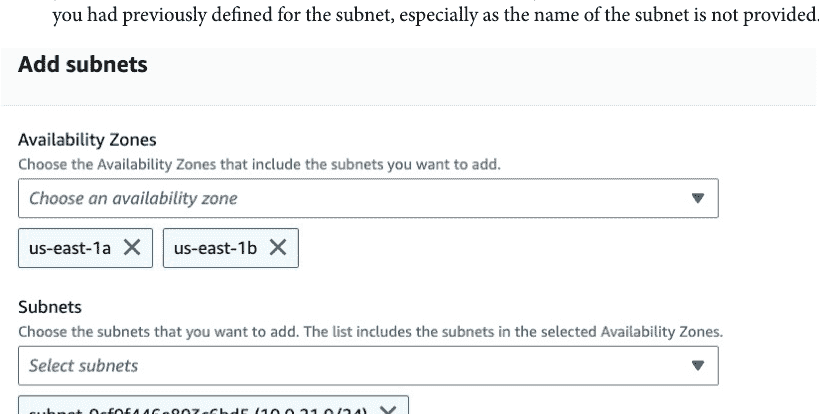 you had previously defined for the subnet, especially as the name of the subnet is not provided.
Add subnets
Availability Zones
Choose the Availability Zones that include the subnets you want to add.
Choose an availability zone
us-east-1a us-east-1b
Subnets
Choose the subnets that you want to add. The list includes the subnets in the selected Availability Zones.
Select subnets